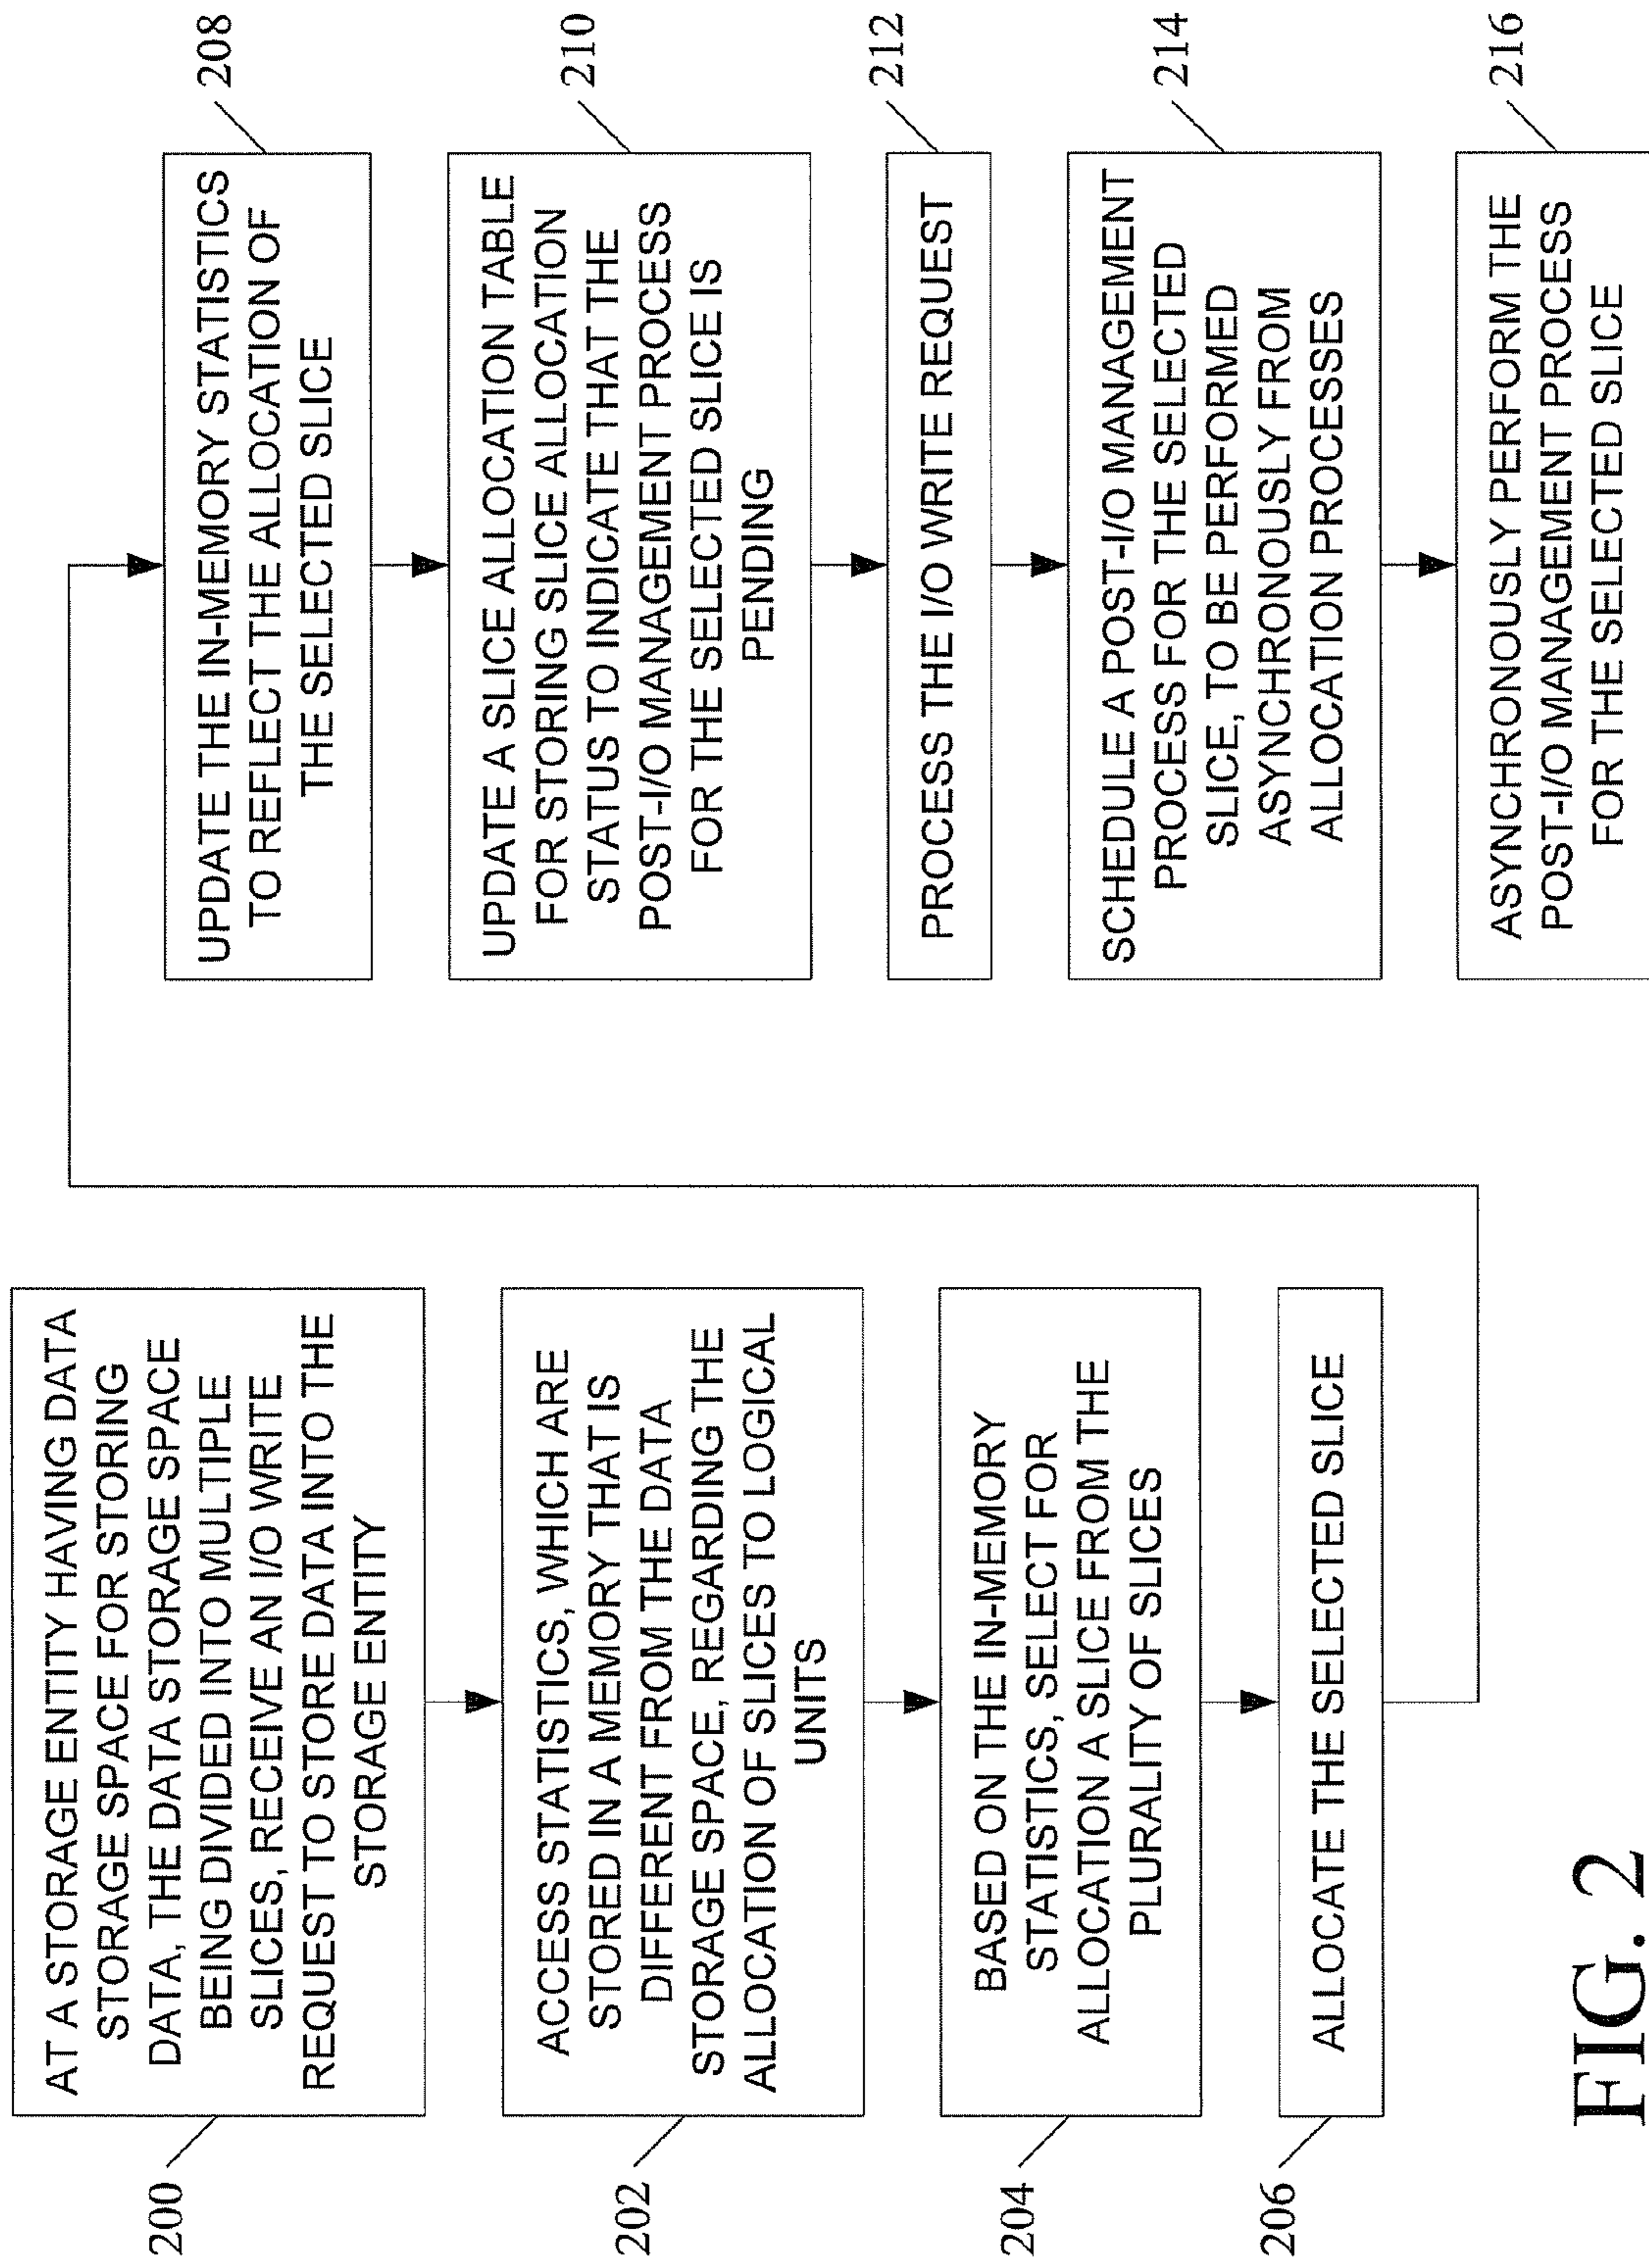 200
AT A STORAGE ENTITY HAVING DATA
STORAGE SPACE FOR STORING
DATA, THE DATA STORAGE SPACE
BEING DIVIDED INTO MULTIPLE
SLICES, RECEIVE AN I/O WRITE
REQUEST TO STORE DATA INTO THE
STORAGE ENTITY
202
ACCESS STATISTICS, WHICH ARE
STORED IN A MEMORY THAT IS
DIFFERENT FROM THE DATA
STORAGE SPACE, REGARDING THE
ALLOCATION OF SLICES TO LOGICAL
UNITS
204
BASED ON THE IN-MEMORY
STATISTICS, SELECT FOR
ALLOCATION A SLICE FROM THE
PLURALITY OF SLICES
206
ALLOCATE THE SELECTED SLICE
UPDATE THE IN-MEMORY STATISTICS
TO REFLECT THE ALLOCATION OF
THE SELECTED SLICE
208
UPDATE A SLICE ALLOCATION TABLE
FOR STORING SLICE ALLOCATION
STATUS TO INDICATE THAT THE
POST-I/O MANAGEMENT PROCESS
FOR THE SELECTED SLICE IS
PENDING
210
PROCESS THE I/O WRITE REQUEST
212
SCHEDULE A POST-I/O MANAGEMENT
PROCESS FOR THE SELECTED
SLICE, TO BE PERFORMED
ASYNCHRONOUSLY FROM
ALLOCATION PROCESSES
214
ASYNCHRONOUSLY PERFORM THE
POST-I/O MANAGEMENT PROCESS
FOR THE SELECTED SLICE
216
FIG. 2